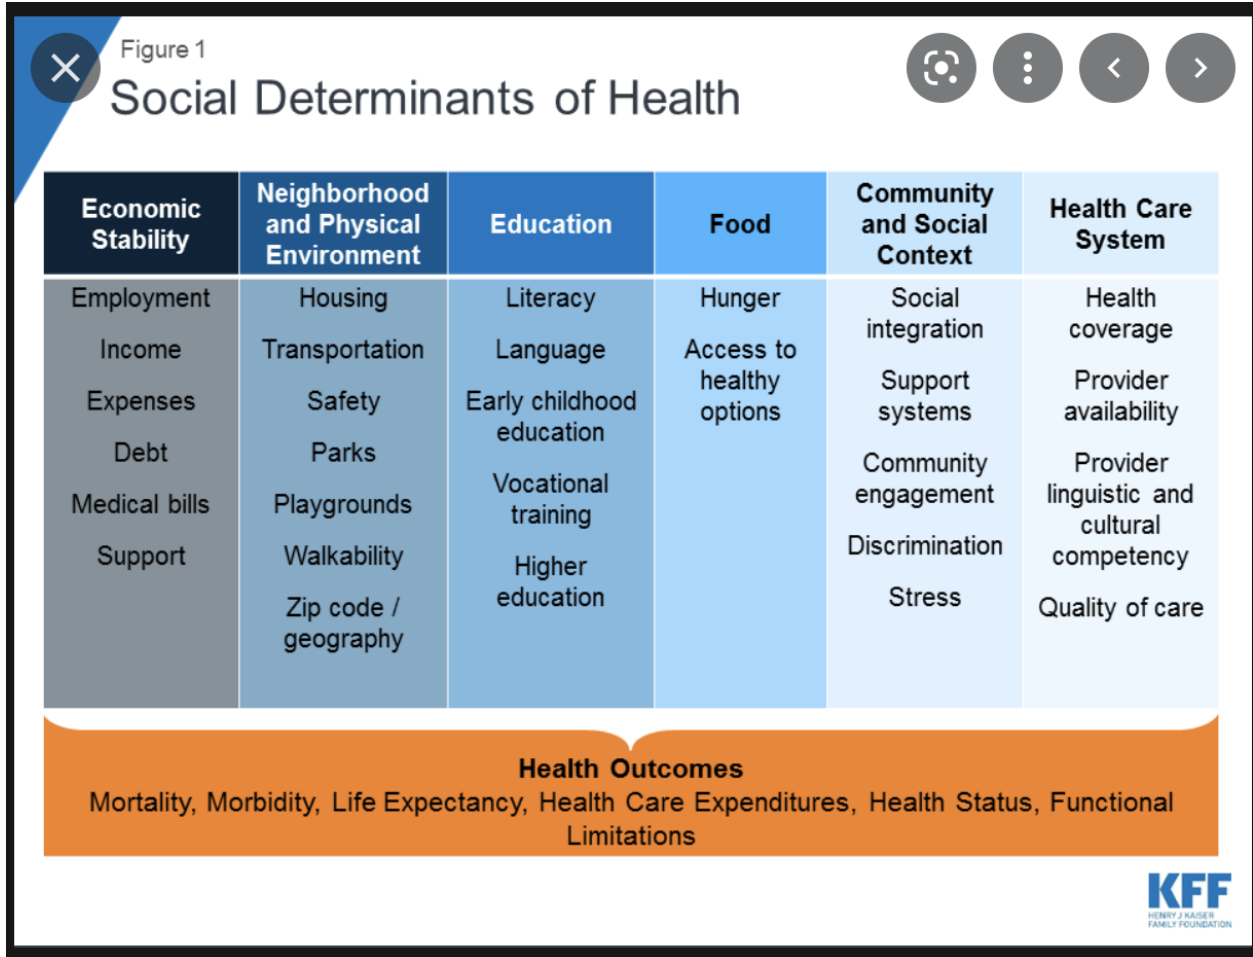 Figure 1
Social Determinants of Health
Economic
Stability
Employment
Income
Expenses
Debt
Medical bills
Support
Neighborhood
and Physical
Environment
Housing
Transportation
Safety
Parks
Playgrounds
Walkability
Zip code /
geography
Education
Literacy
Language
Early childhood
education
Vocational
training
Higher
education
Food
Hunger
Access to
healthy
options
Community
and Social
Context
Social
integration
Support
systems
Community
engagement
Discrimination
Stress
Health Care
System
Health
coverage
Provider
availability
Provider
linguistic and
cultural
competency
Quality of care
Health Outcomes
Mortality, Morbidity, Life Expectancy, Health Care Expenditures, Health Status, Functional
Limitations
KFF
HENRY J KAISER
FAMILY FOUNDATION